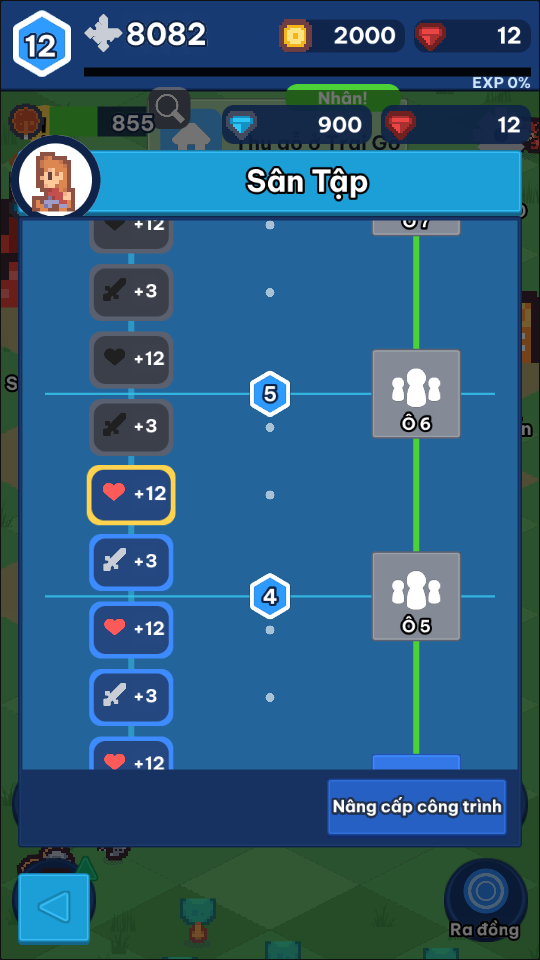 12 8082 2000 12
EXP 0%
Nhận!
855 900 12
Sân Tập
+12 Ô 7
+3
+12
5
Ô 6
+3
+12
+3
4
Ô 5
+12
+3
+12
Nâng cấp công trình
Ra đồng